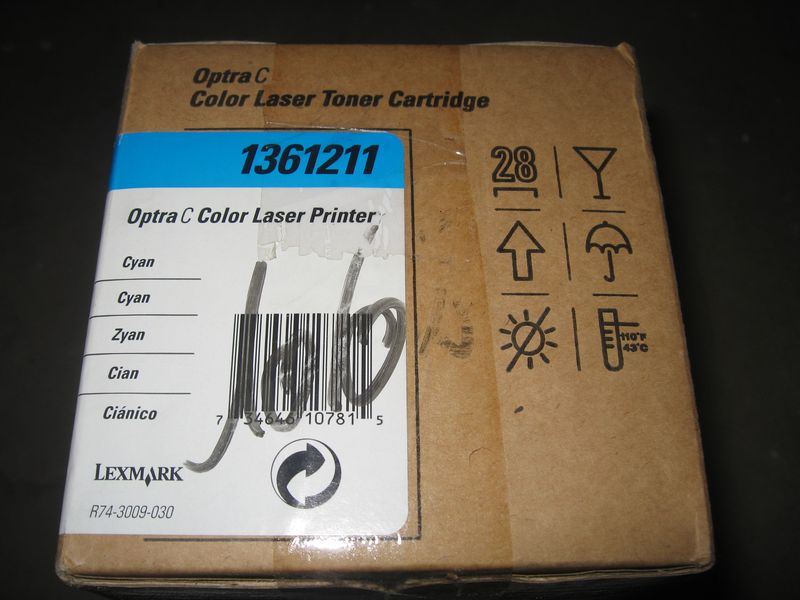 Optra C
Color Laser Toner Cartridge
1361211
Optra C Color Laser Printer
Cyan
Cyan
Zyan
Cian
Ciánico
7 34646 10781 5
LEXMARK
R74-3009-030
28
110°F
43°C